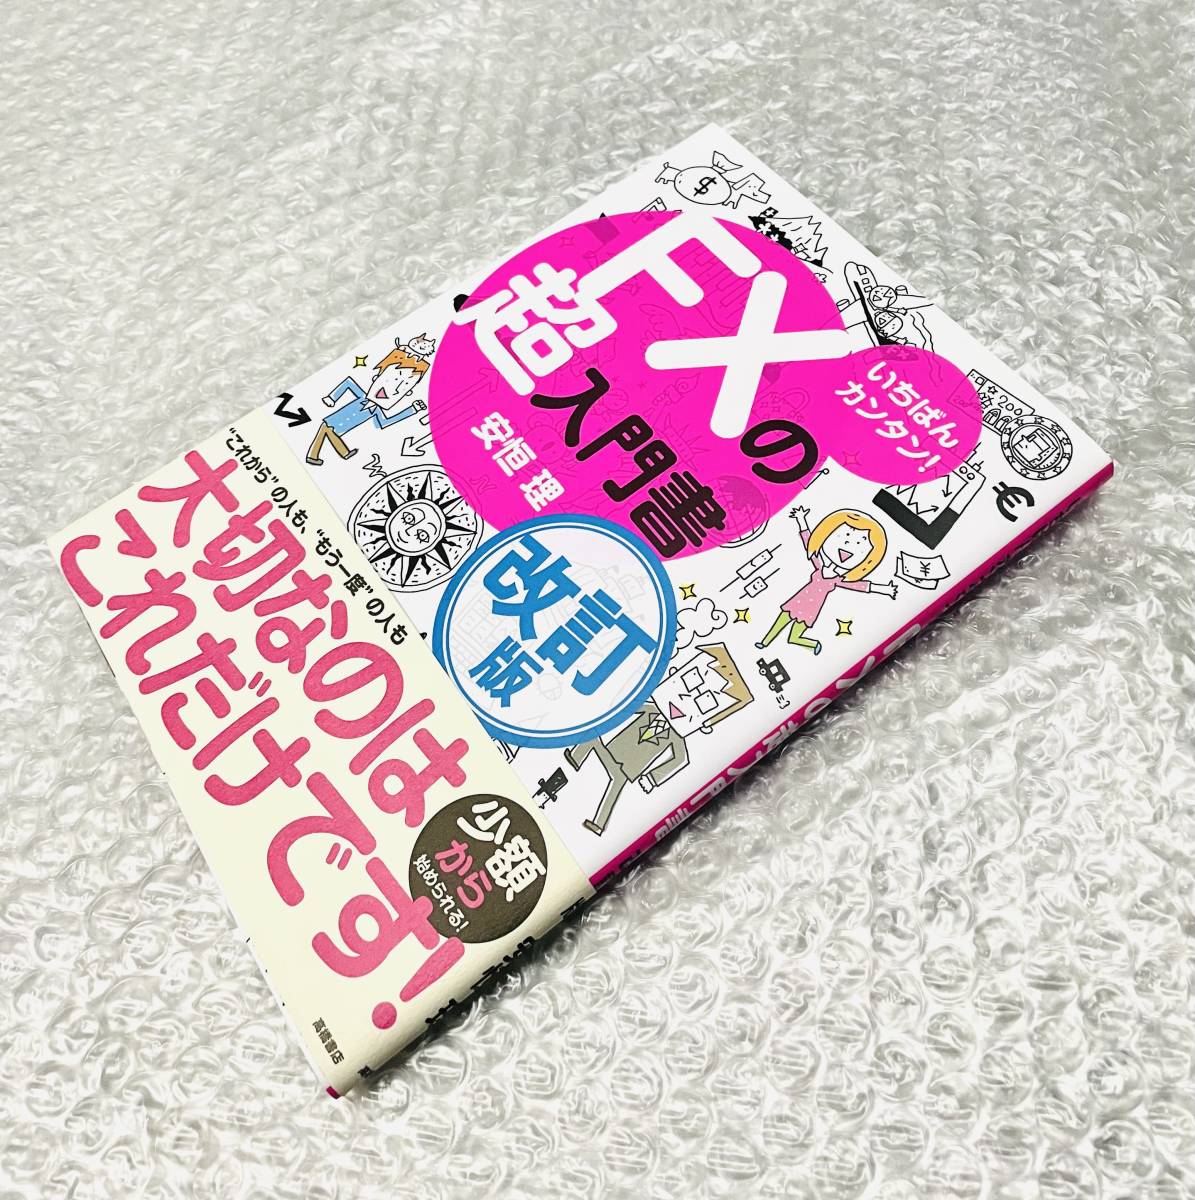 いちばん
カンタン！
FXの
超入門書
安恒 理
改訂
版
“これから”の人も、“もう一度”の人も
大切なのは
これだけです！
少額
から
始められる！
高橋書店